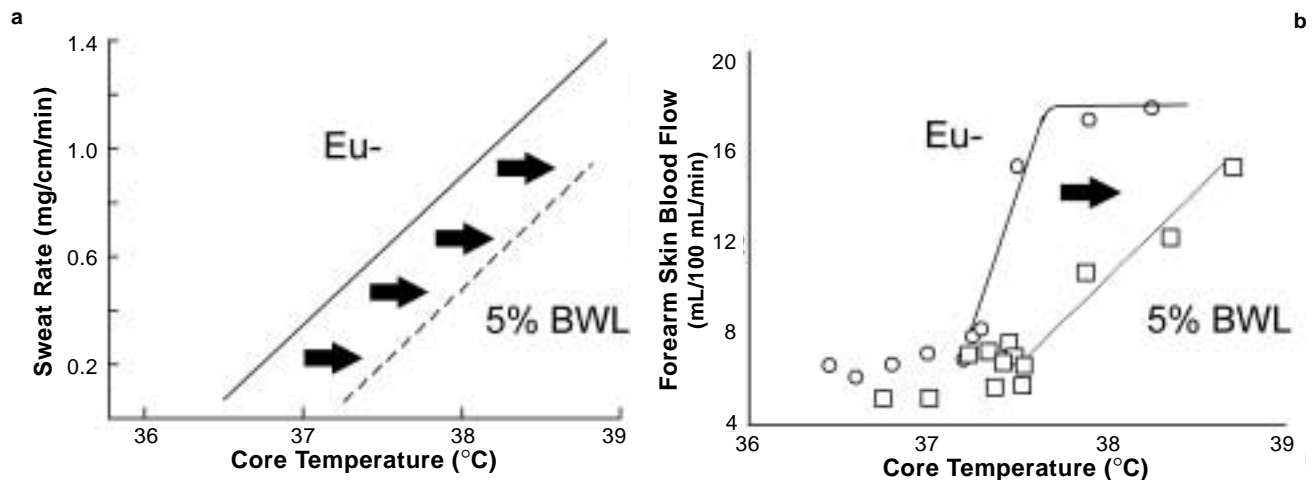 a
Sweat Rate (mg/cm/min)
1.4
1.0
0.6
0.2
Eu-
5% BWL
36 37 38 39
Core Temperature (°C)
b
Forearm Skin Blood Flow
(mL/100 mL/min)
20
16
12
8
4
Eu-
5% BWL
36 37 38 39
Core Temperature (°C)